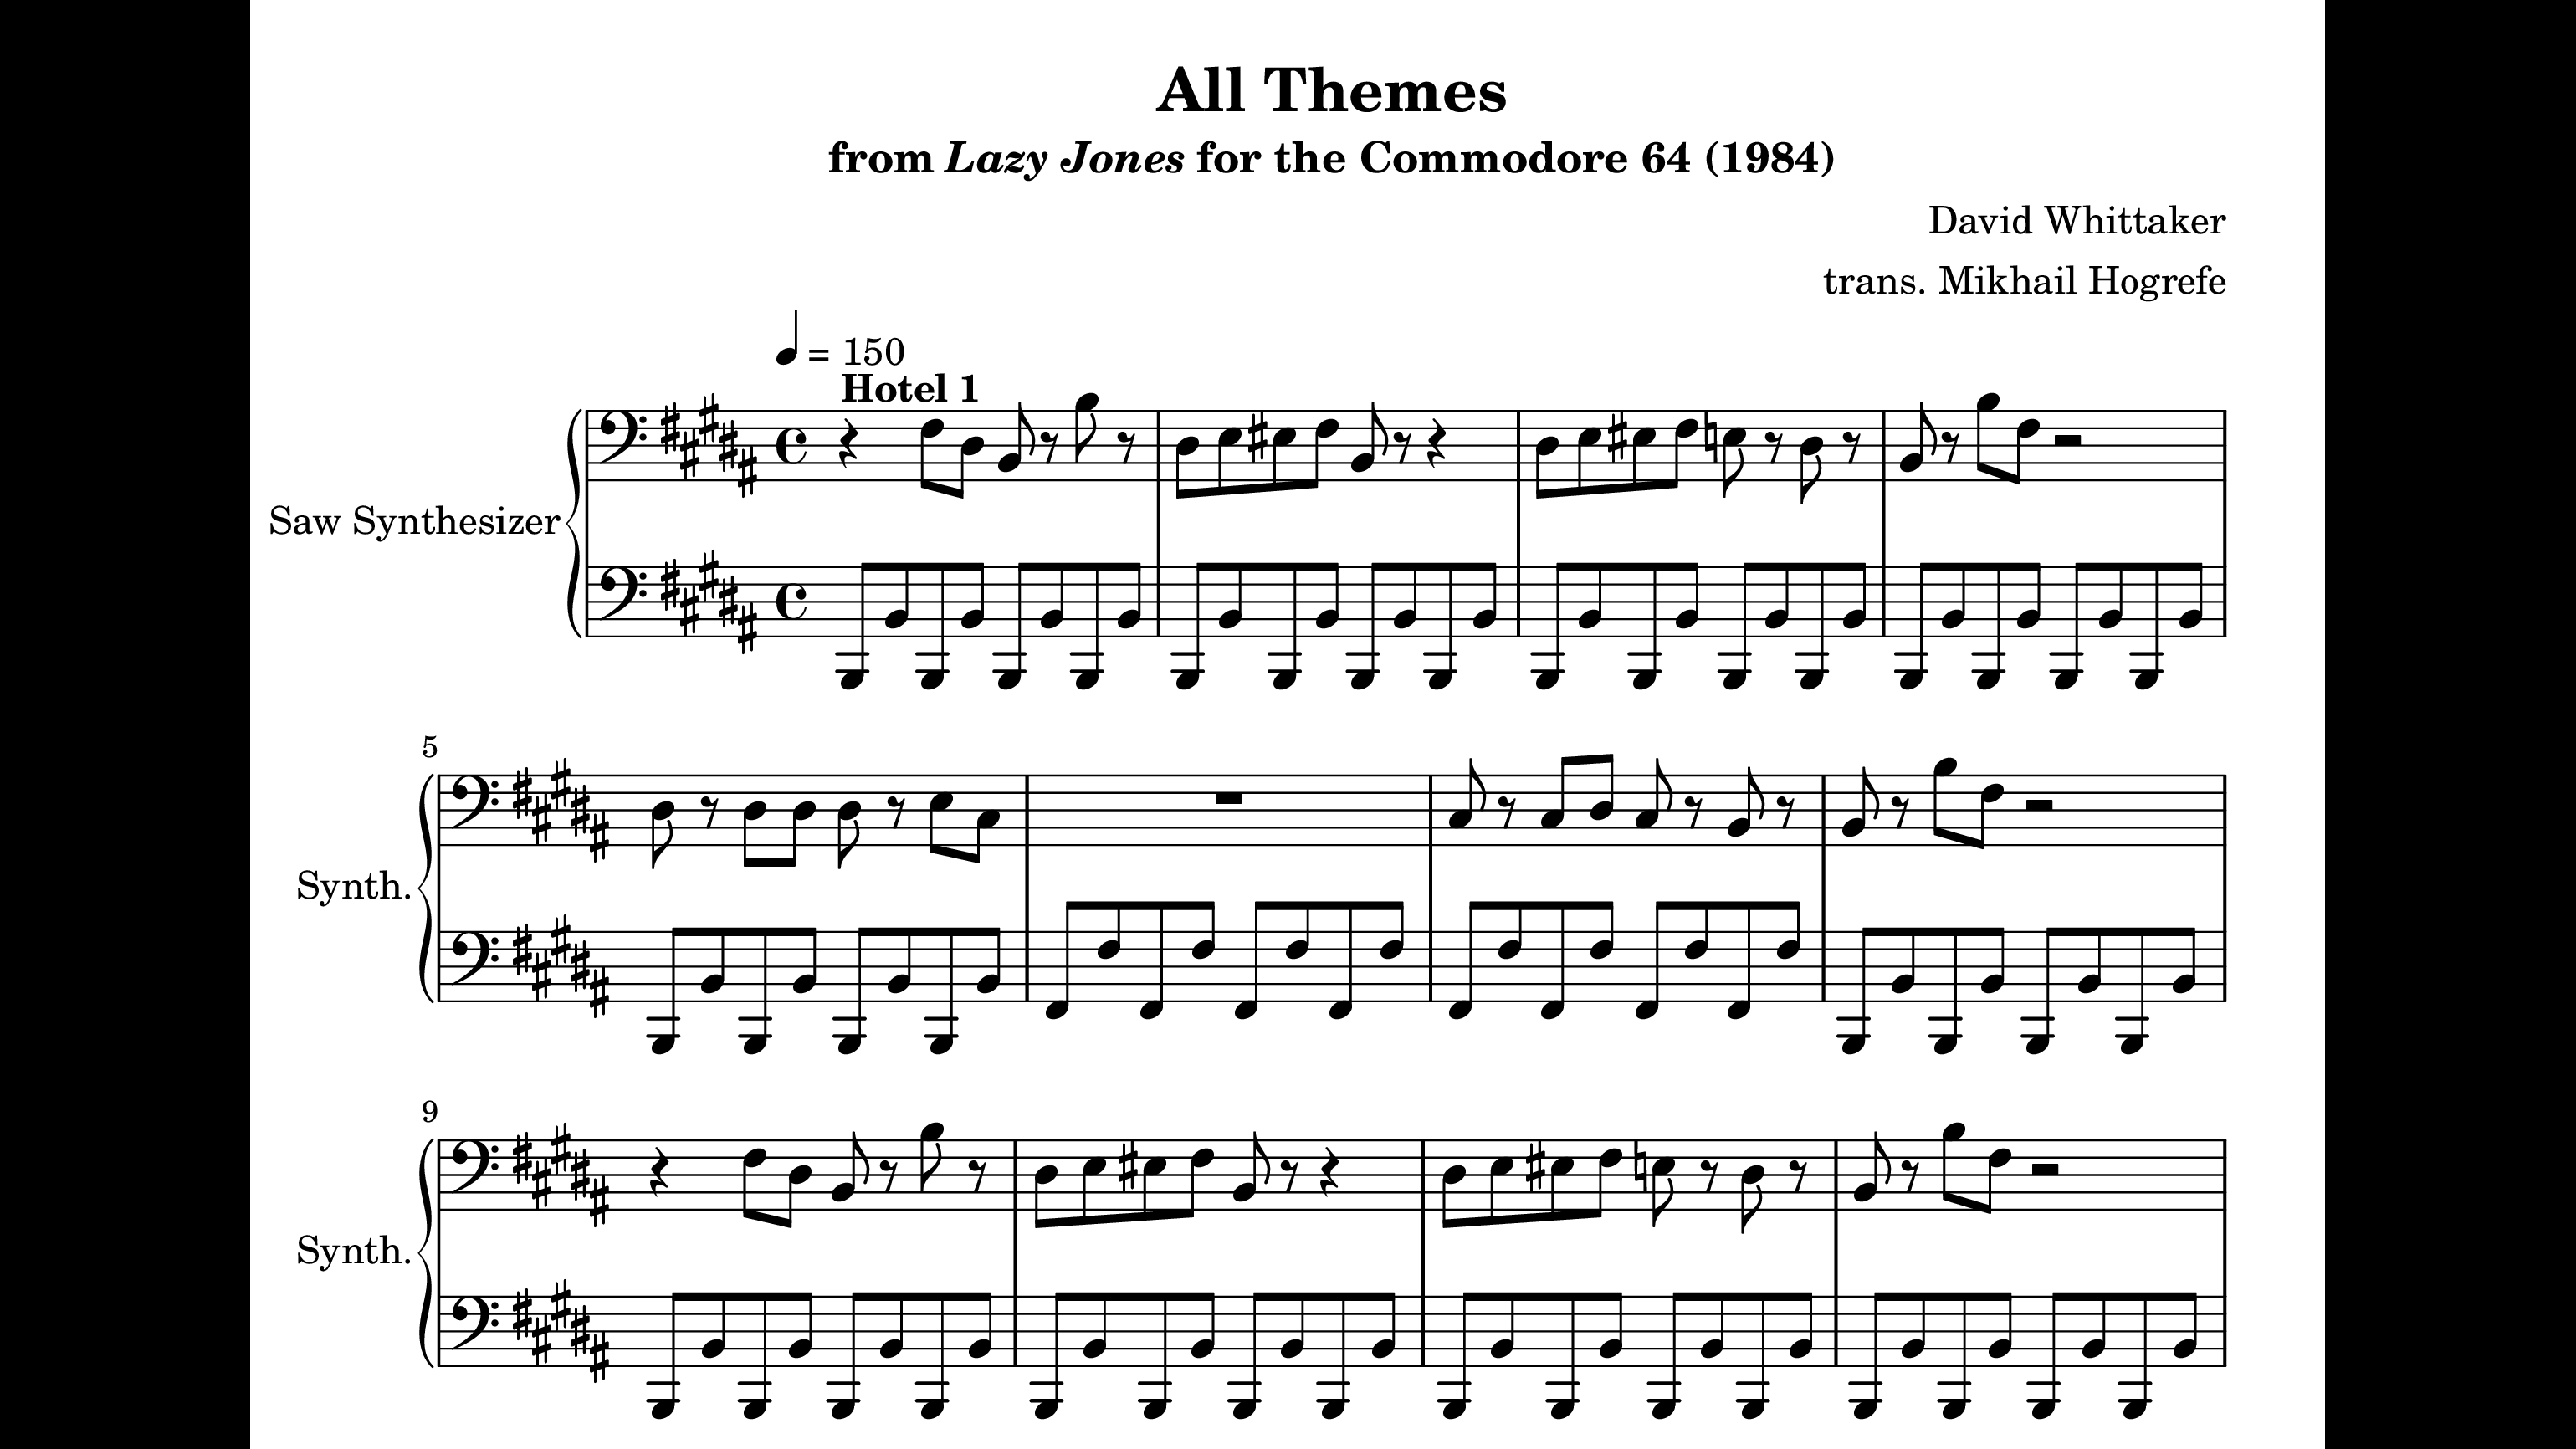 All Themes
from Lazy Jones for the Commodore 64 (1984)
David Whittaker
trans. Mikhail Hogrefe
= 150
Hotel 1
Saw Synthesizer
5
Synth.
9
Synth.